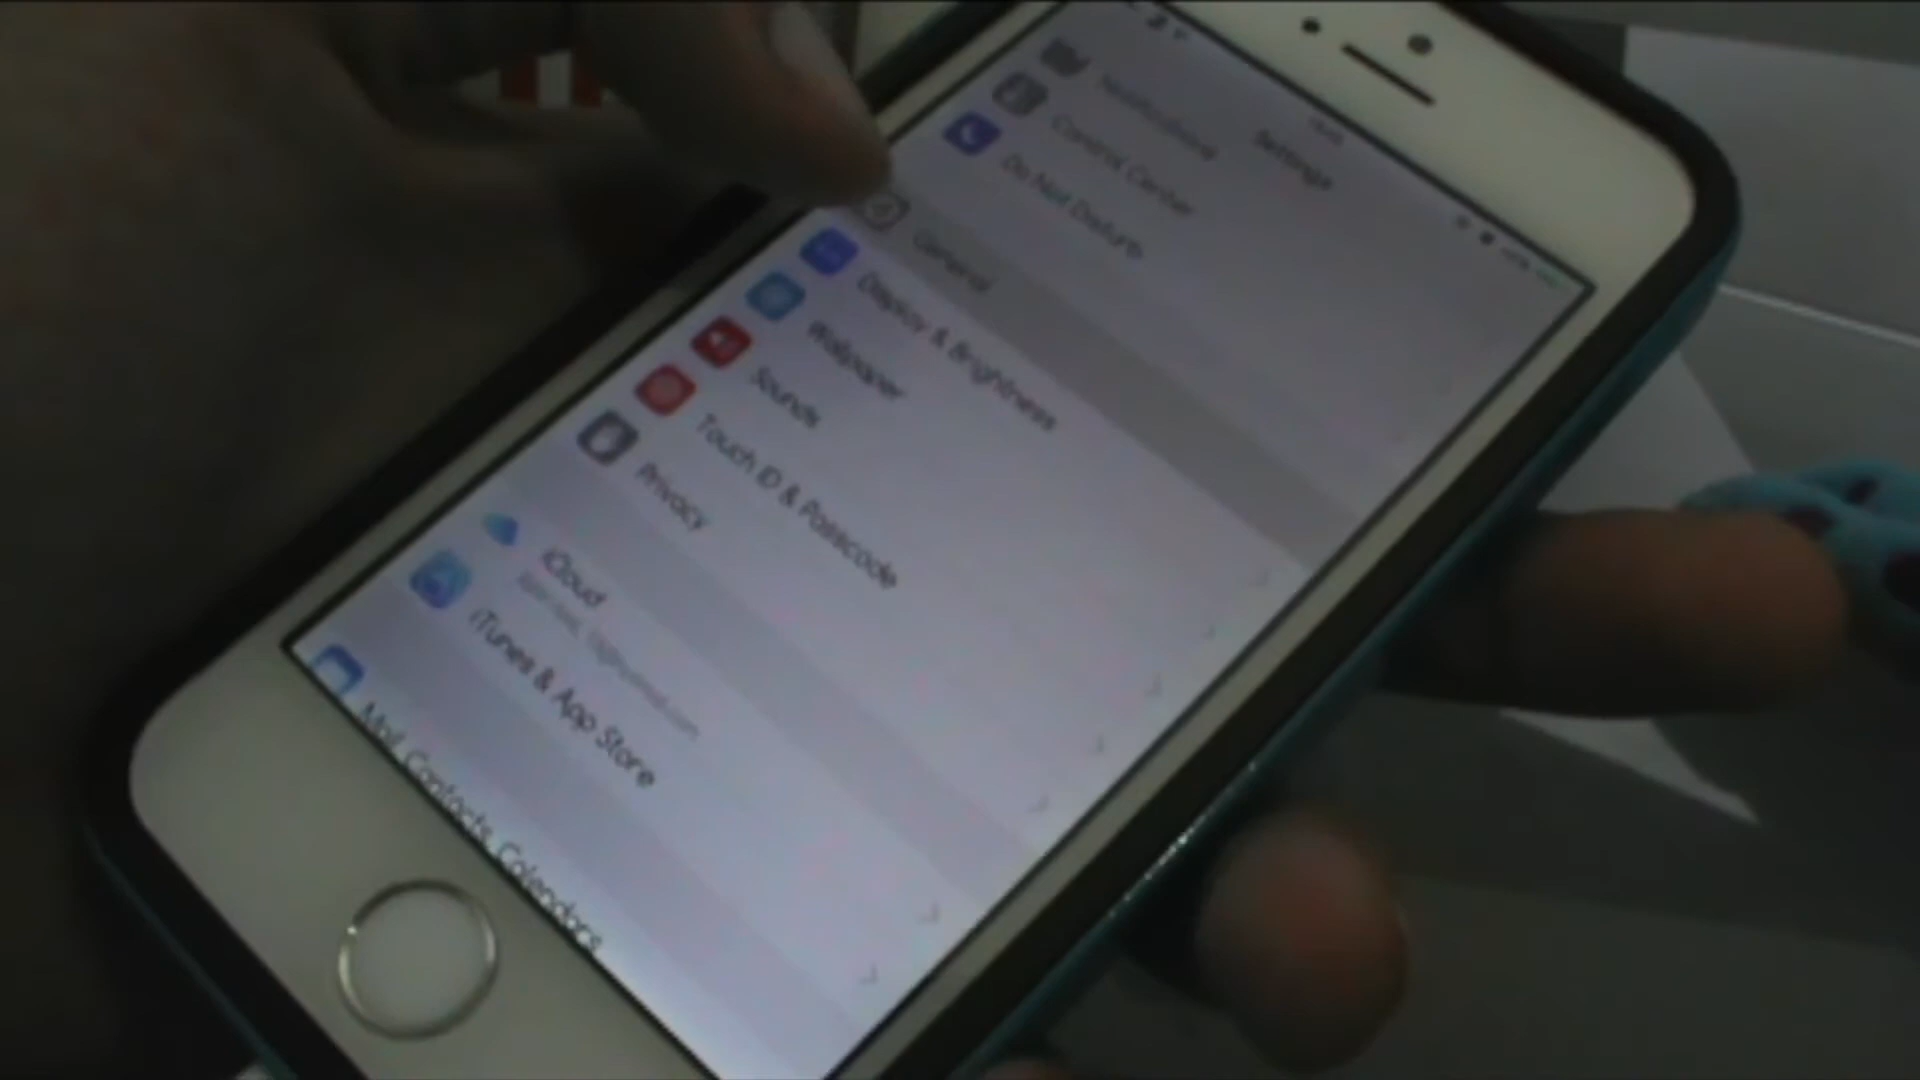 Settings
Notifications
Control Center
Do Not Disturb
General
Display & Brightness
Wallpaper
Sounds
Touch ID & Passcode
Privacy
iCloud
iTunes & App Store
Mail, Contacts, Calendars